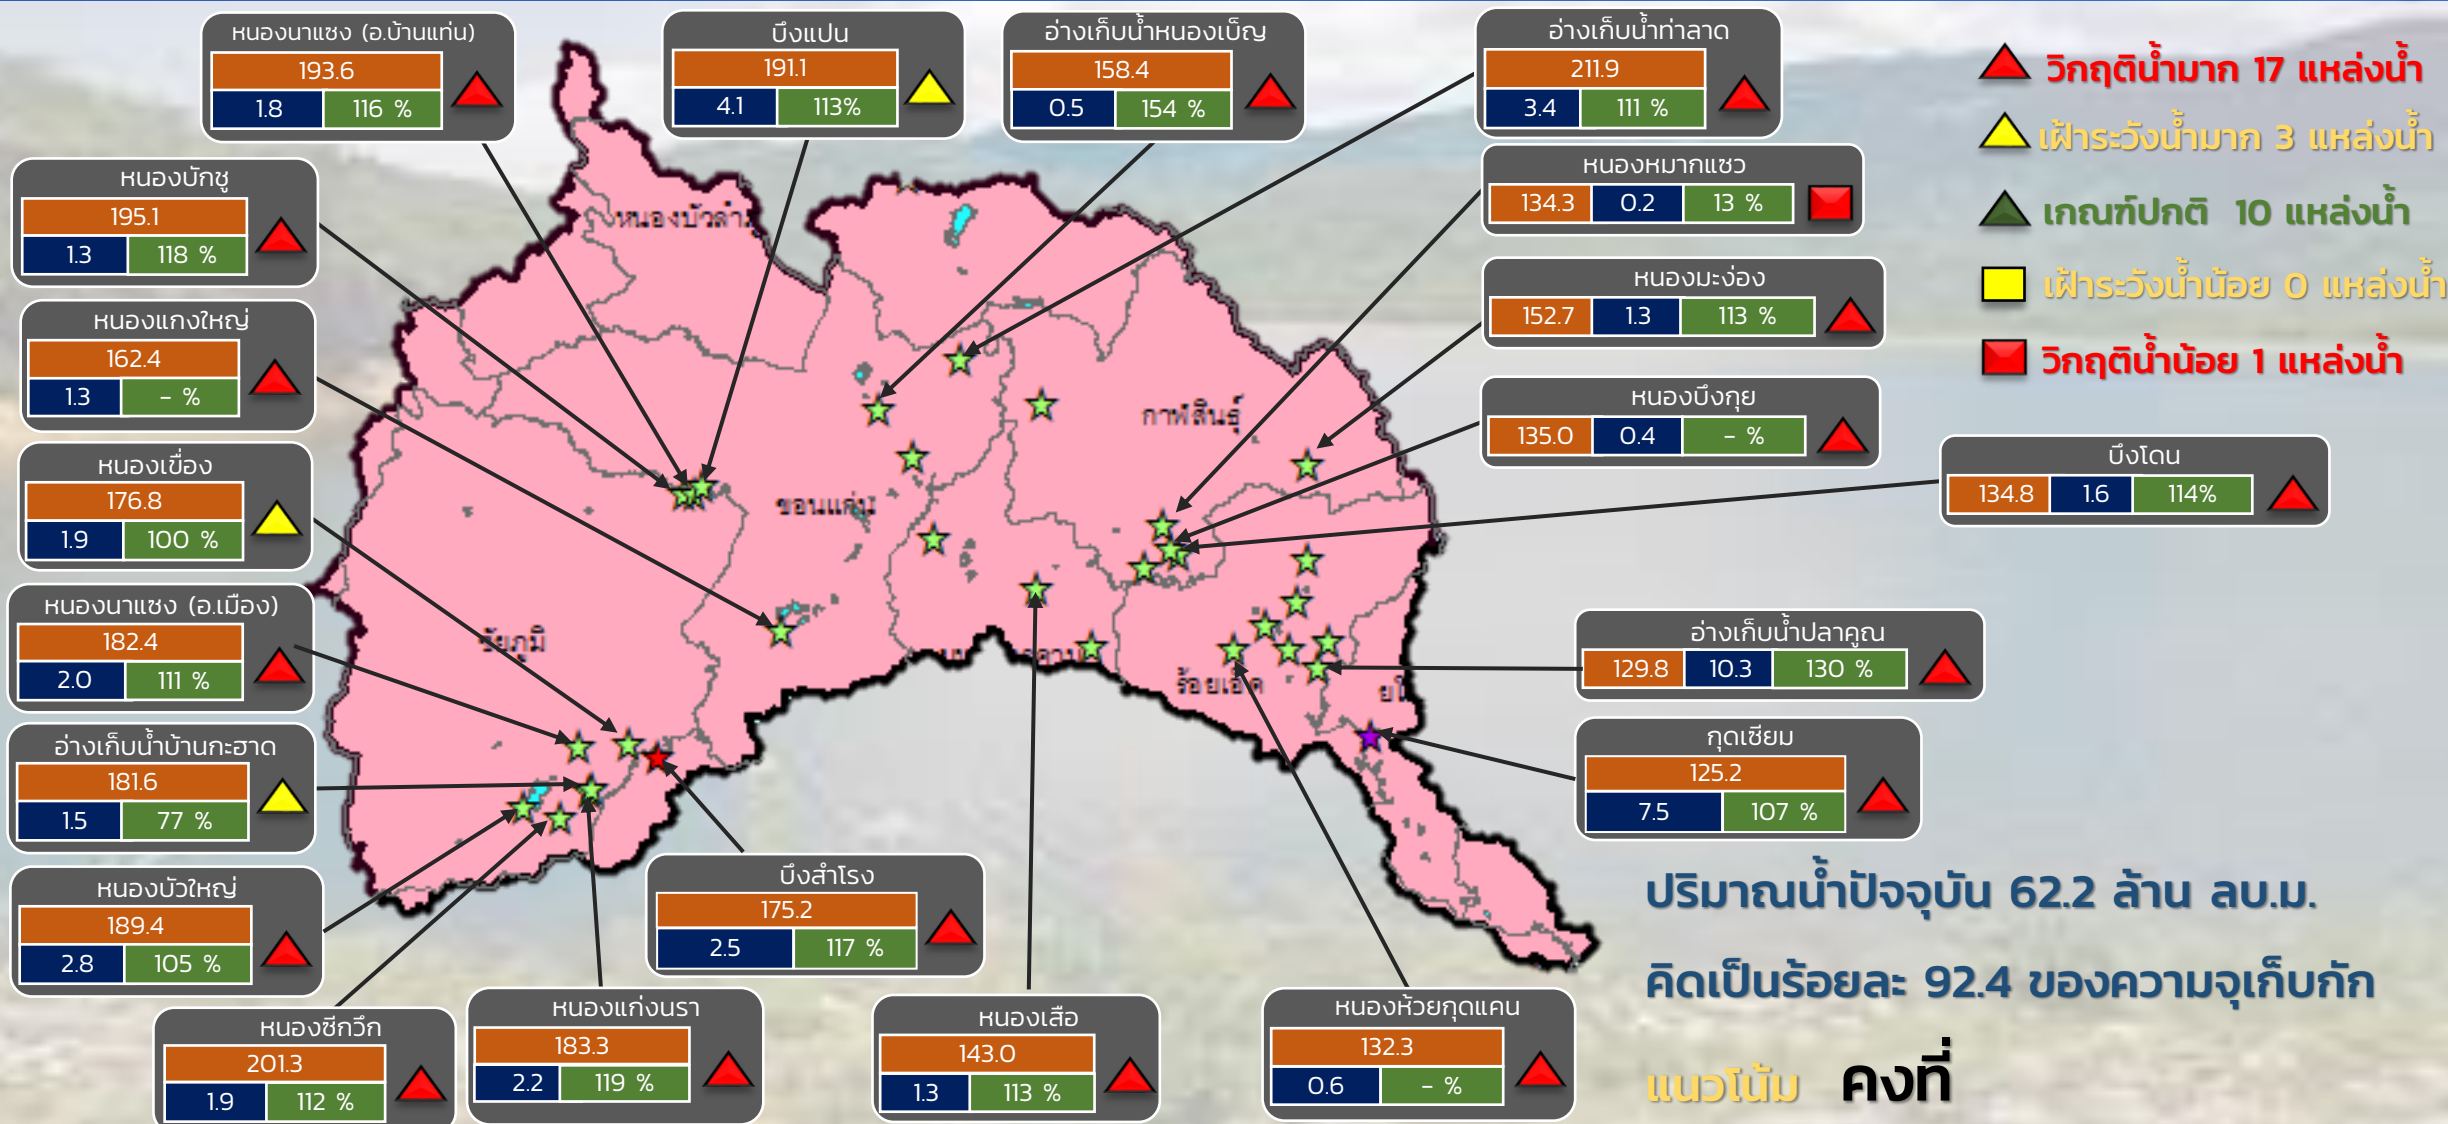 หนองนาแซง (อ.บ้านแท่น)
193.6
1.8 116 %
บึงแปน
191.1
4.1 113%
อ่างเก็บน้ำหนองเบ็ญ
158.4
0.5 154 %
อ่างเก็บน้ำท่าลาด
211.9
3.4 111 %
วิกฤติน้ำมาก 17 แหล่งน้ำ
เฝ้าระวังน้ำมาก 3 แหล่งน้ำ
เกณฑ์ปกติ 10 แหล่งน้ำ
เฝ้าระวังน้ำน้อย 0 แหล่งน้ำ
วิกฤติน้ำน้อย 1 แหล่งน้ำ
หนองหมากแซว
134.3 0.2 13 %
หนองบักชู
195.1
1.3 118 %
หนองมะง่อง
152.7 1.3 113 %
หนองแกงใหญ่
162.4
1.3 - %
หนองบึงกุย
135.0 0.4 - %
บึงโดน
134.8 1.6 114%
หนองเขื่อง
176.8
1.9 100 %
กาฬสินธุ์
ขอนแก่น
ชัยภูมิ
ร้อยเอ็ด
หนองนาแซง (อ.เมือง)
182.4
2.0 111 %
อ่างเก็บน้ำปลาคูณ
129.8 10.3 130 %
อ่างเก็บน้ำบ้านกะฮาด
181.6
1.5 77 %
กุดเซียม
125.2
7.5 107 %
หนองบัวใหญ่
189.4
2.8 105 %
บึงสำโรง
175.2
2.5 117 %
หนองซีกวึก
201.3
1.9 112 %
หนองแก่งนรา
183.3
2.2 119 %
หนองเสือ
143.0
1.3 113 %
หนองห้วยกุดแคน
132.3
0.6 - %
ปริมาณน้ำปัจจุบัน 62.2 ล้าน ลบ.ม.
คิดเป็นร้อยละ 92.4 ของความจุเก็บกัก
แนวโน้ม คงที่